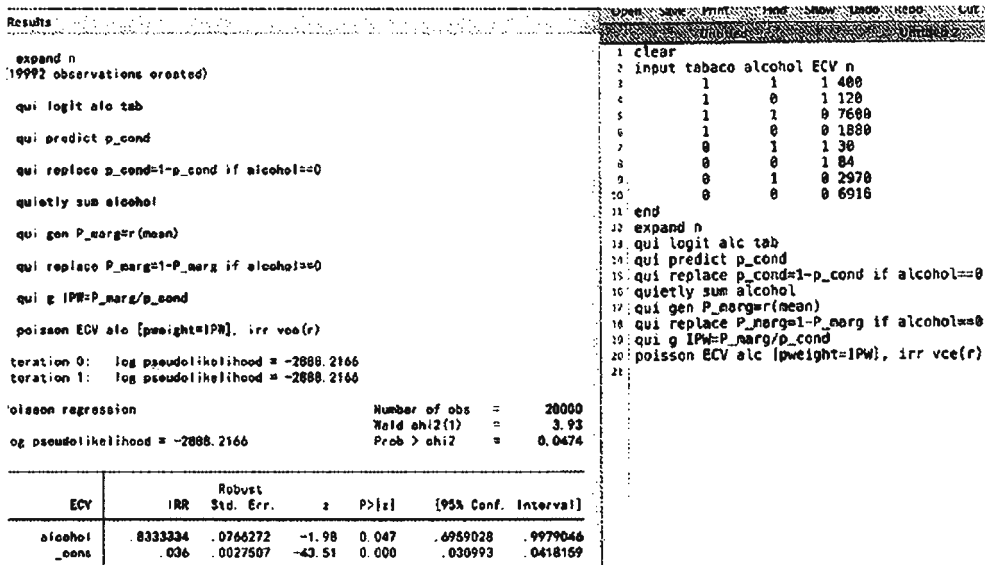 Results
expand n
(19992 observations created)
qui logit alc tab
qui predict p_cond
qui replace p_cond=1-p_cond if alcohol==0
quietly sum alcohol
qui gen P_marg=r(mean)
qui replace P_marg=1-P_marg if alcohol==0
qui g IPW=P_marg/p_cond
poisson ECV alc [pweight=IPW], irr vce(r)
teration 0: log pseudolikelihood = -2888.2166
teration 1: log pseudolikelihood = -2888.2166
oisson regression Number of obs = 20000
Wald chi2(1) = 3.93
og pseudolikelihood = -2888.2166 Prob > chi2 = 0.0474
Robust
ECV IRR Std. Err. z P>|z| [95% Conf. Interval]
alcohol .8333334 .0766272 -1.98 0.047 .6959028 .9979046
_cons .036 .0027507 -43.51 0.000 .030993 .0418159
Open Save Print Find Show Undo Redo Cut
1 clear
2 input tabaco alcohol ECV n
3 1 1 1 400
4 1 0 1 120
5 1 1 0 7600
6 1 0 0 1880
7 0 1 1 30
8 0 0 1 84
9 0 1 0 2970
10 0 0 0 6916
11 end
12 expand n
13 qui logit alc tab
14 qui predict p_cond
15 qui replace p_cond=1-p_cond if alcohol==0
16 quietly sum alcohol
17 qui gen P_marg=r(mean)
18 qui replace P_marg=1-P_marg if alcohol==0
19 qui g IPW=P_marg/p_cond
20 poisson ECV alc [pweight=IPW], irr vce(r)
21